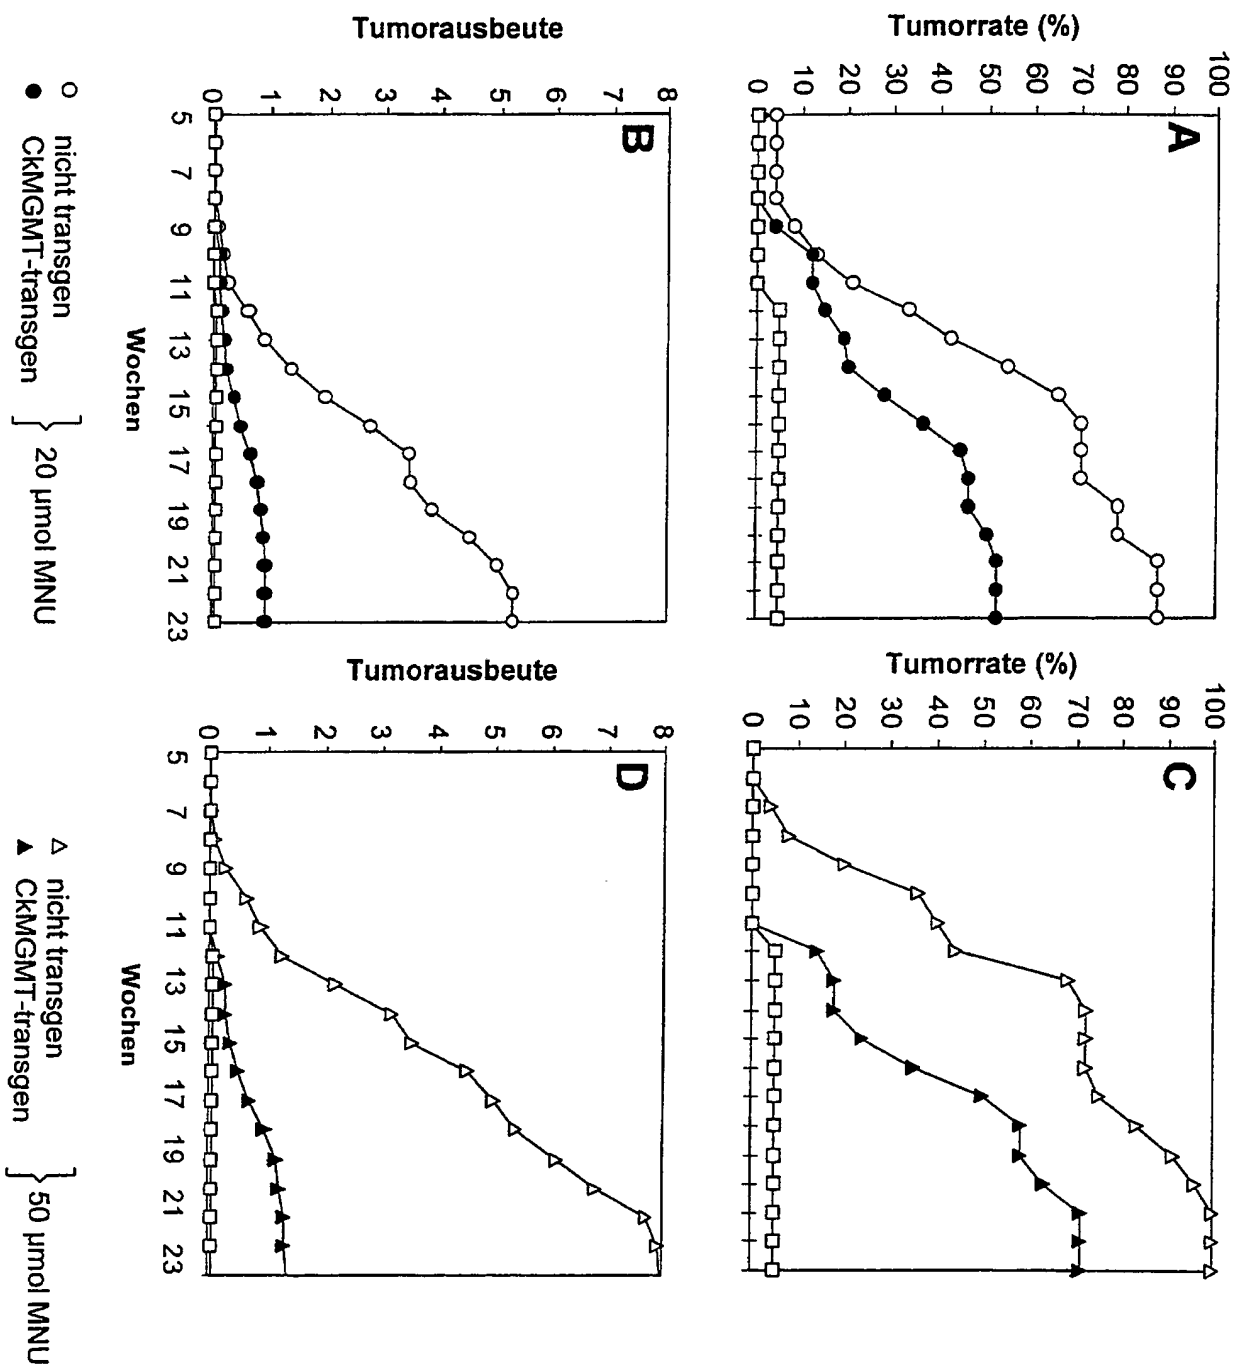 A
Tumorrate (%)
100
90
80
70
60
50
40
30
20
10
0
C
Tumorrate (%)
100
90
80
70
60
50
40
30
20
10
0
B
Tumorausbeute
8
7
6
5
4
3
2
1
0
5 7 9 11 13 15 17 19 21 23
Wochen
D
Tumorausbeute
8
7
6
5
4
3
2
1
0
5 7 9 11 13 15 17 19 21 23
Wochen
nicht transgen
CkMGMT-transgen
20 µmol MNU
nicht transgen
CkMGMT-transgen
50 µmol MNU